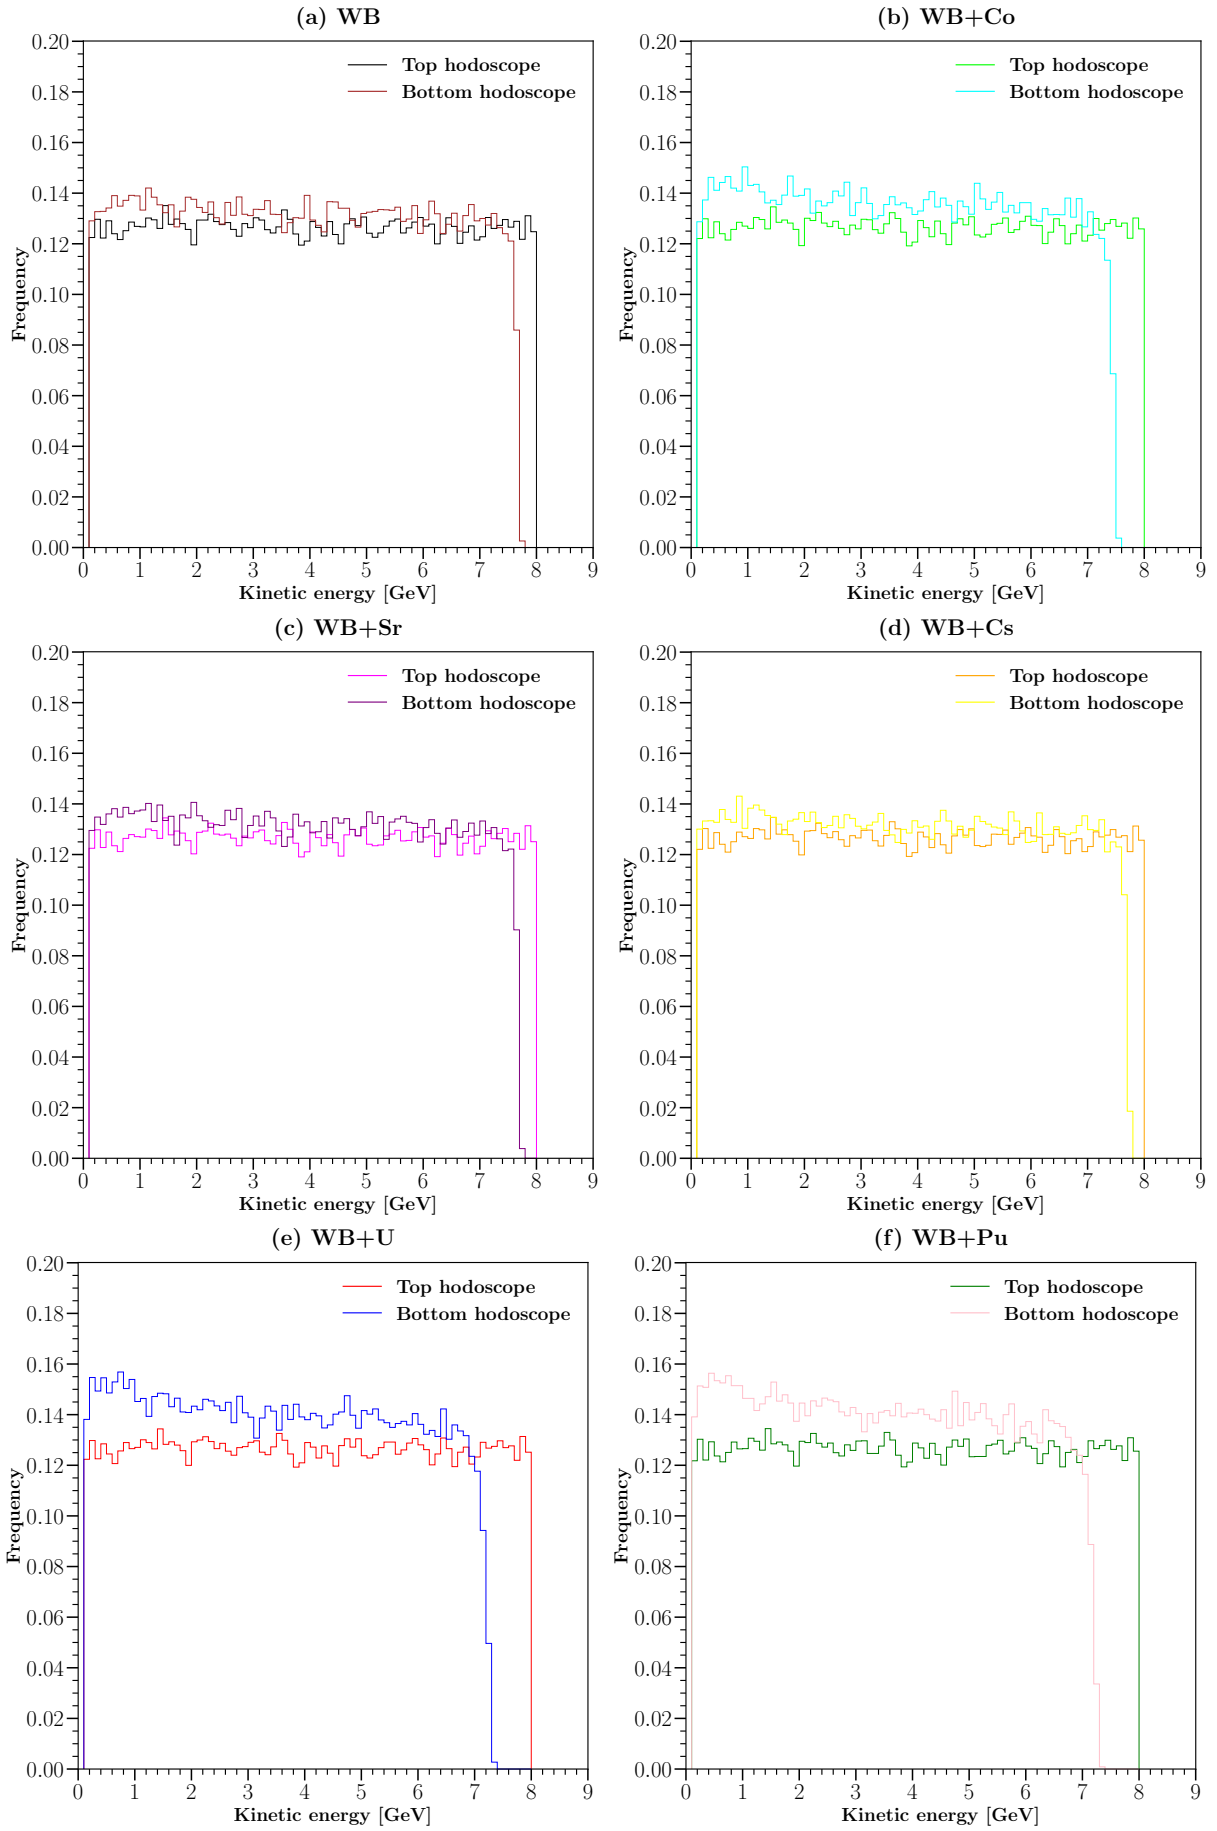 (a) WB
0.20
0.18
0.16
0.14
0.12
0.10
0.08
0.06
0.04
0.02
0.00
Frequency
Top hodoscope
Bottom hodoscope
0 1 2 3 4 5 6 7 8 9
Kinetic energy [GeV]
(b) WB+Co
0.20
0.18
0.16
0.14
0.12
0.10
0.08
0.06
0.04
0.02
0.00
Frequency
Top hodoscope
Bottom hodoscope
0 1 2 3 4 5 6 7 8 9
Kinetic energy [GeV]
(c) WB+Sr
0.20
0.18
0.16
0.14
0.12
0.10
0.08
0.06
0.04
0.02
0.00
Frequency
Top hodoscope
Bottom hodoscope
0 1 2 3 4 5 6 7 8 9
Kinetic energy [GeV]
(d) WB+Cs
0.20
0.18
0.16
0.14
0.12
0.10
0.08
0.06
0.04
0.02
0.00
Frequency
Top hodoscope
Bottom hodoscope
0 1 2 3 4 5 6 7 8 9
Kinetic energy [GeV]
(e) WB+U
0.20
0.18
0.16
0.14
0.12
0.10
0.08
0.06
0.04
0.02
0.00
Frequency
Top hodoscope
Bottom hodoscope
0 1 2 3 4 5 6 7 8 9
Kinetic energy [GeV]
(f) WB+Pu
0.20
0.18
0.16
0.14
0.12
0.10
0.08
0.06
0.04
0.02
0.00
Frequency
Top hodoscope
Bottom hodoscope
0 1 2 3 4 5 6 7 8 9
Kinetic energy [GeV]